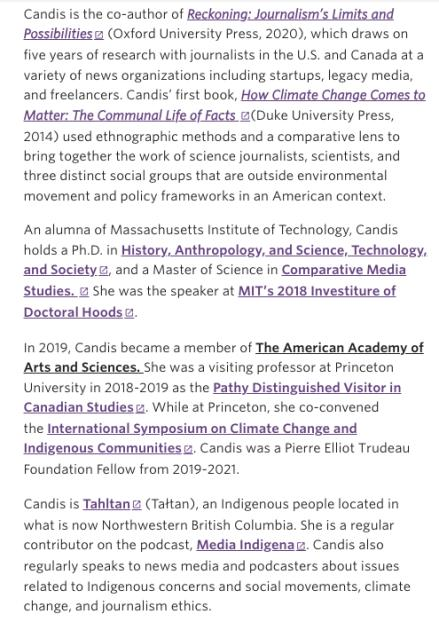 Candis is the co-author of Reckoning: Journalism's Limits and
Possibilities (Oxford University Press, 2020), which draws on
five years of research with journalists in the U.S. and Canada at a
variety of news organizations including startups, legacy media,
and freelancers. Candis' first book, How Climate Change Comes to
Matter: The Communal Life of Facts (Duke University Press,
2014) used ethnographic methods and a comparative lens to
bring together the work of science journalists, scientists, and
three distinct social groups that are outside environmental
movement and policy frameworks in an American context.
An alumna of Massachusetts Institute of Technology, Candis
holds a Ph.D. in History, Anthropology, and Science, Technology,
and Society, and a Master of Science in Comparative Media
Studies. She was the speaker at MIT's 2018 Investiture of
Doctoral Hoods.
In 2019, Candis became a member of The American Academy of
Arts and Sciences. She was a visiting professor at Princeton
University in 2018-2019 as the Pathy Distinguished Visitor in
Canadian Studies. While at Princeton, she co-convened
the International Symposium on Climate Change and
Indigenous Communities. Candis was a Pierre Elliot Trudeau
Foundation Fellow from 2019-2021.
Candis is Tahltan (Tałtan), an Indigenous people located in
what is now Northwestern British Columbia. She is a regular
contributor on the podcast, Media Indigena. Candis also
regularly speaks to news media and podcasters about issues
related to Indigenous concerns and social movements, climate
change, and journalism ethics.